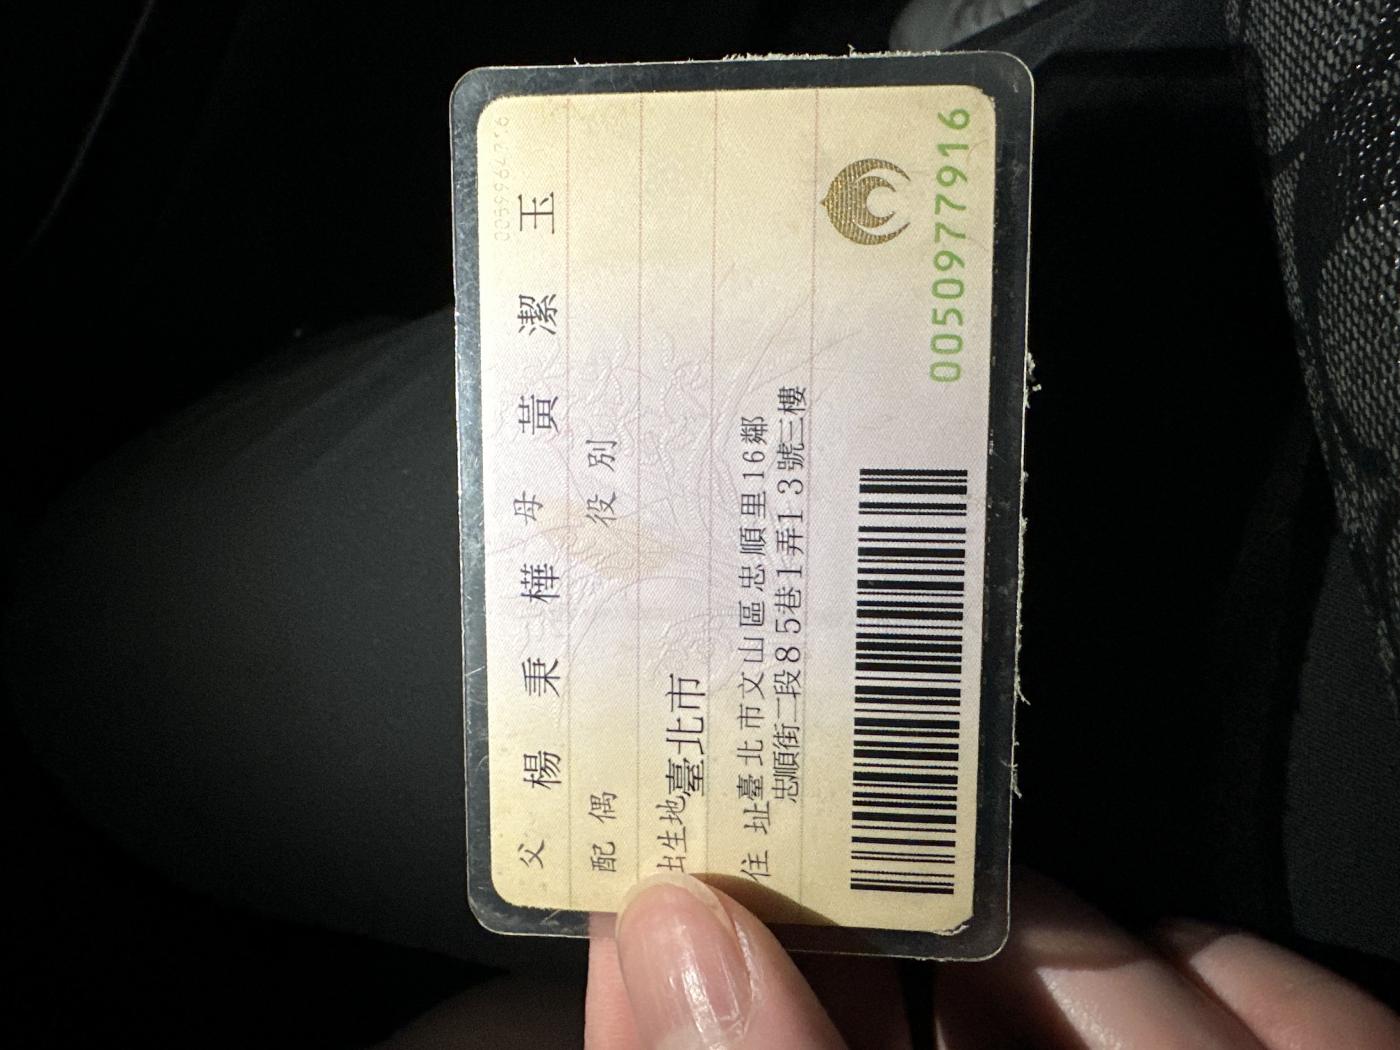 父 楊秉樺 母 黃潔玉
配偶 役別
出生地 臺北市
住址 臺北市文山區忠順里16鄰
忠順街二段85巷1弄13號三樓
0050977916